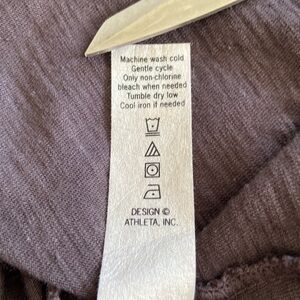 Machine wash cold
Gentle cycle
Only non-chlorine
bleach when needed
Tumble dry low
Cool iron if needed
DESIGN ©
ATHLETA, INC.